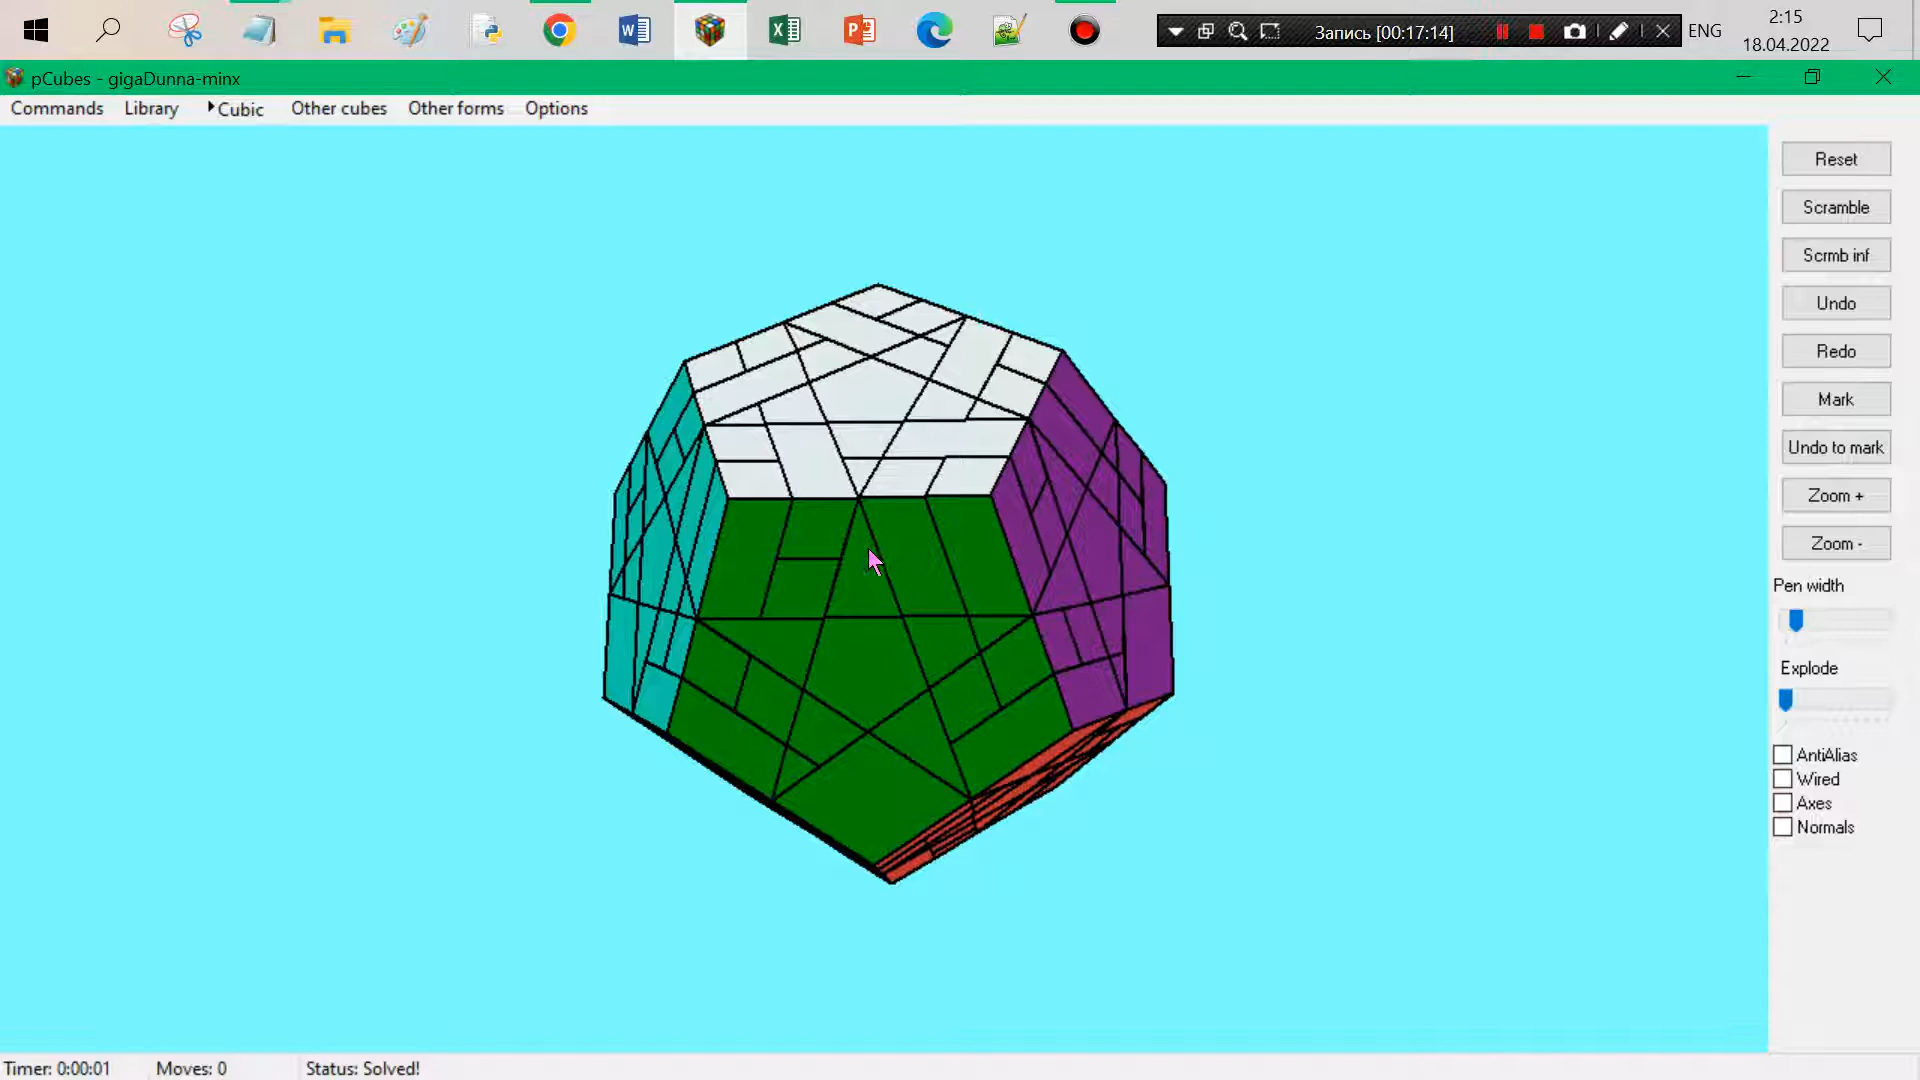 Запись [00:17:14]
ENG
2:15
18.04.2022
pCubes - gigaDunna-minx
Commands Library Cubic Other cubes Other forms Options
Reset
Scramble
Scrmb inf
Undo
Redo
Mark
Undo to mark
Zoom +
Zoom -
Pen width
Explode
AntiAlias
Wired
Axes
Normals
Timer: 0:00:01 Moves: 0 Status: Solved!